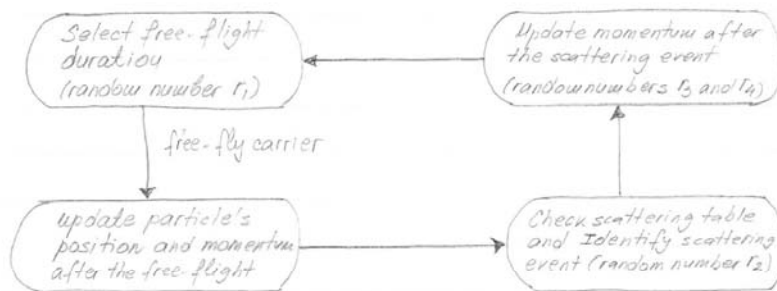 Select free-flight
duration
(random number r₁)
Update momentum after
the scattering event
(random numbers r₃ and r₄)
free-fly carrier
update particle's
position and momentum
after the free-flight
Check scattering table
and Identify scattering
event (random number r₂)